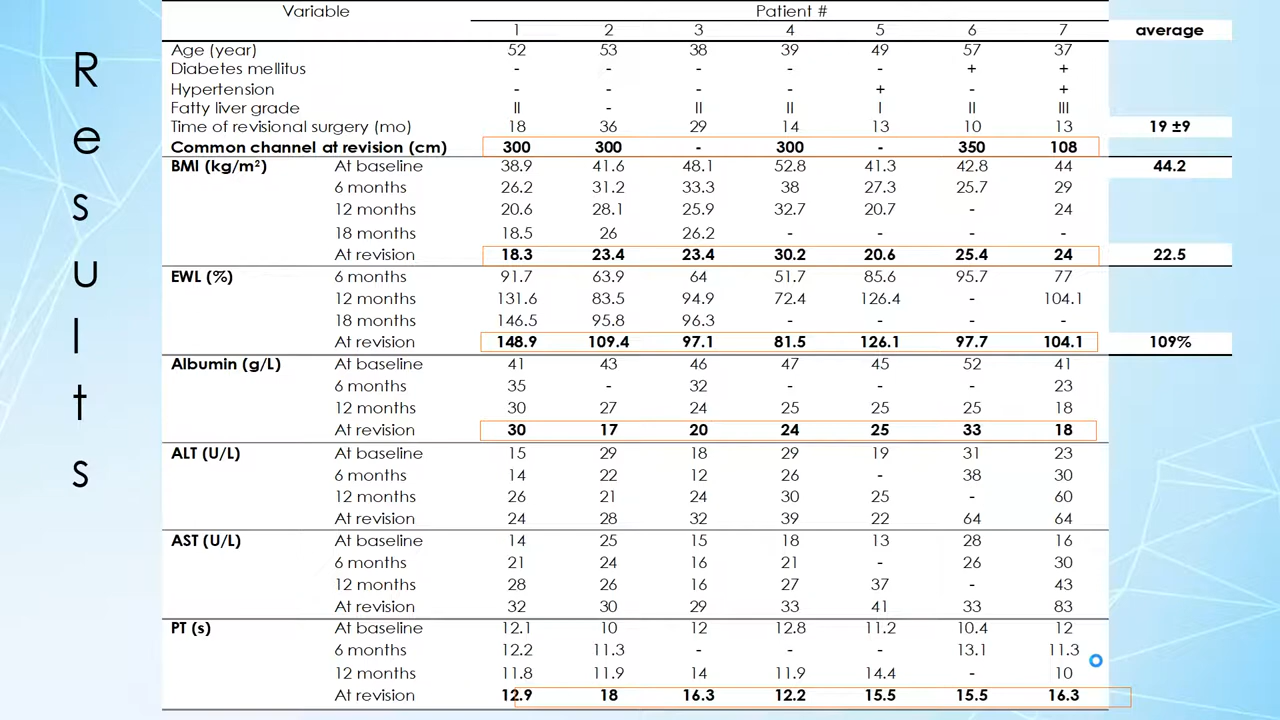 Results
Variable Patient #
1 2 3 4 5 6 7 average
Age (year) 52 53 38 39 49 57 37
Diabetes mellitus - - - - - + +
Hypertension - - - - + - +
Fatty liver grade II - II II I II III
Time of revisional surgery (mo) 18 36 29 14 13 10 13 19 ±9
Common channel at revision (cm) 300 300 - 300 - 350 108
BMI (kg/m²) At baseline 38.9 41.6 48.1 52.8 41.3 42.8 44 44.2
6 months 26.2 31.2 33.3 38 27.3 25.7 29
12 months 20.6 28.1 25.9 32.7 20.7 - 24
18 months 18.5 26 26.2 - - - -
At revision 18.3 23.4 23.4 30.2 20.6 25.4 24 22.5
EWL (%) 6 months 91.7 63.9 64 51.7 85.6 95.7 77
12 months 131.6 83.5 94.9 72.4 126.4 - 104.1
18 months 146.5 95.8 96.3 - - - -
At revision 148.9 109.4 97.1 81.5 126.1 97.7 104.1 109%
Albumin (g/L) At baseline 41 43 46 47 45 52 41
6 months 35 - 32 - - - 23
12 months 30 27 24 25 25 25 18
At revision 30 17 20 24 25 33 18
ALT (U/L) At baseline 15 29 18 29 19 31 23
6 months 14 22 12 26 - 38 30
12 months 26 21 24 30 25 - 60
At revision 24 28 32 39 22 64 64
AST (U/L) At baseline 14 25 15 18 13 28 16
6 months 21 24 16 21 - 26 30
12 months 28 26 16 27 37 - 43
At revision 32 30 29 33 41 33 83
PT (s) At baseline 12.1 10 12 12.8 11.2 10.4 12
6 months 12.2 11.3 - - - 13.1 11.3
12 months 11.8 11.9 14 11.9 14.4 - 10
At revision 12.9 18 16.3 12.2 15.5 15.5 16.3